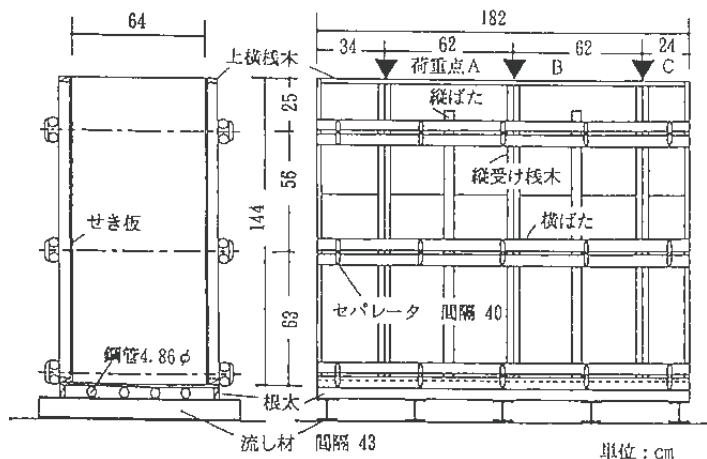 64
182
34 62 62 24
上横桟木
荷重点A B C
縦ばた
25
56
144
63
縦受け桟木
せき板
横ばた
セパレータ 間隔 40
鋼管4.86φ
根太
流し材 間隔 43
単位:cm